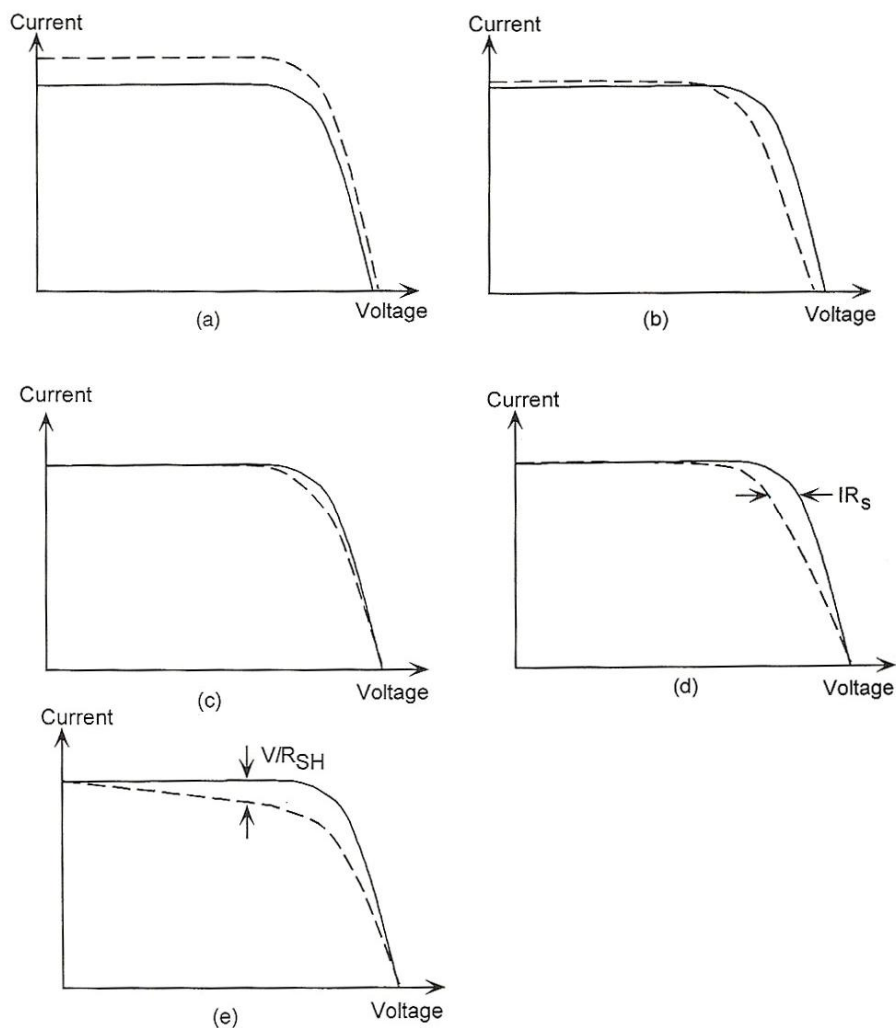 Current
Voltage
(a)
Current
Voltage
(b)
Current
Voltage
(c)
Current
IRs
Voltage
(d)
Current
V/RSH
Voltage
(e)